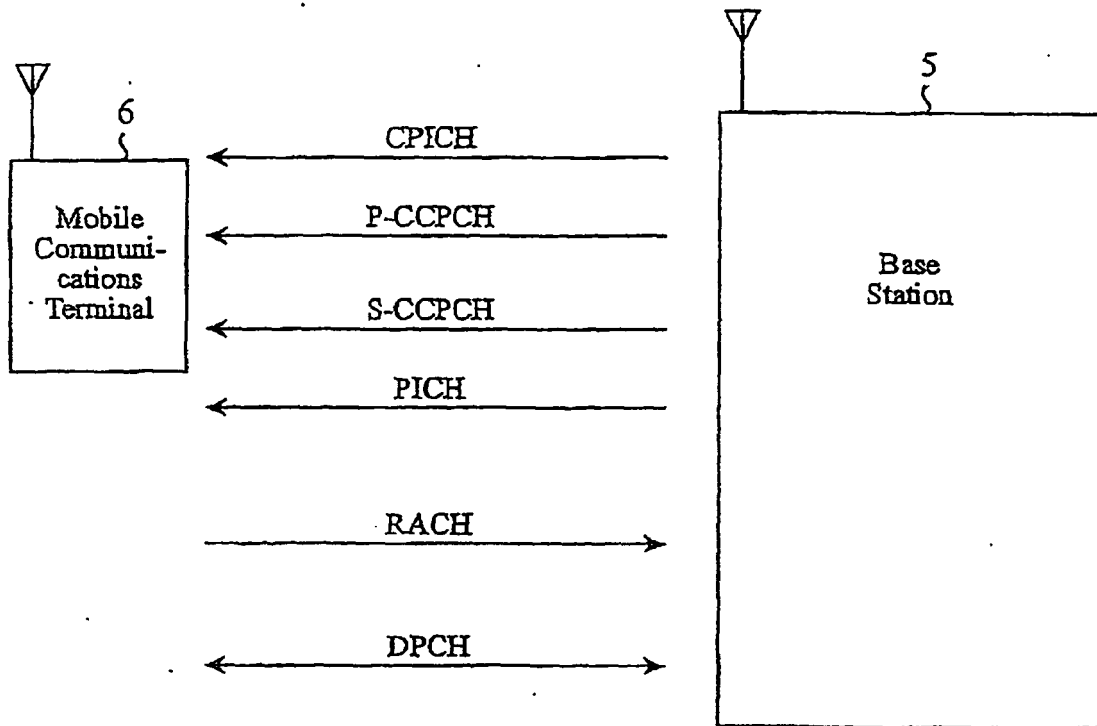 5
6
CPICH
Mobile
Communi-
cations
Terminal
P-CCPCH
Base
Station
S-CCPCH
PICH
RACH
DPCH